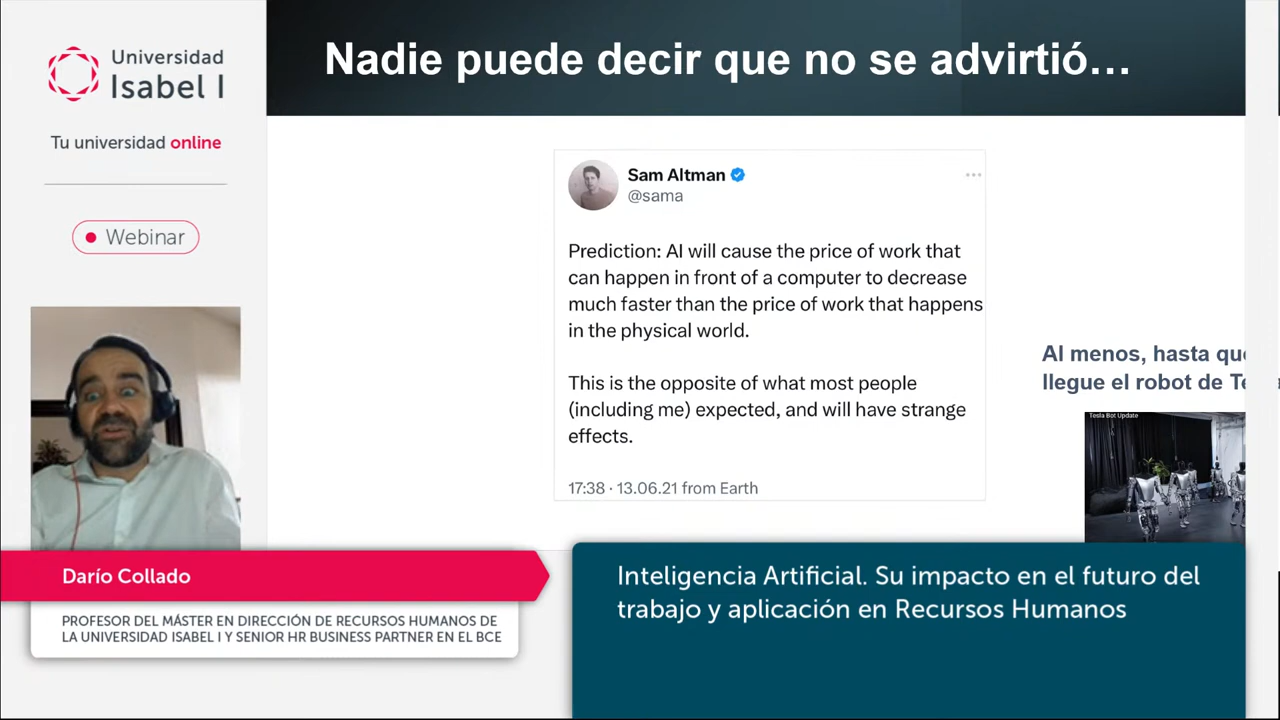 Universidad
Isabel I
Tu universidad online
Webinar
Nadie puede decir que no se advirtió...
Sam Altman
@sama
Prediction: AI will cause the price of work that
can happen in front of a computer to decrease
much faster than the price of work that happens
in the physical world.
This is the opposite of what most people
(including me) expected, and will have strange
effects.
17:38 · 13.06.21 from Earth
Al menos, hasta
llegue el robot de
Tesla Bot Update
Darío Collado
PROFESOR DEL MÁSTER EN DIRECCIÓN DE RECURSOS HUMANOS DE
LA UNIVERSIDAD ISABEL I Y SENIOR HR BUSINESS PARTNER EN EL BCE
Inteligencia Artificial. Su impacto en el futuro del
trabajo y aplicación en Recursos Humanos